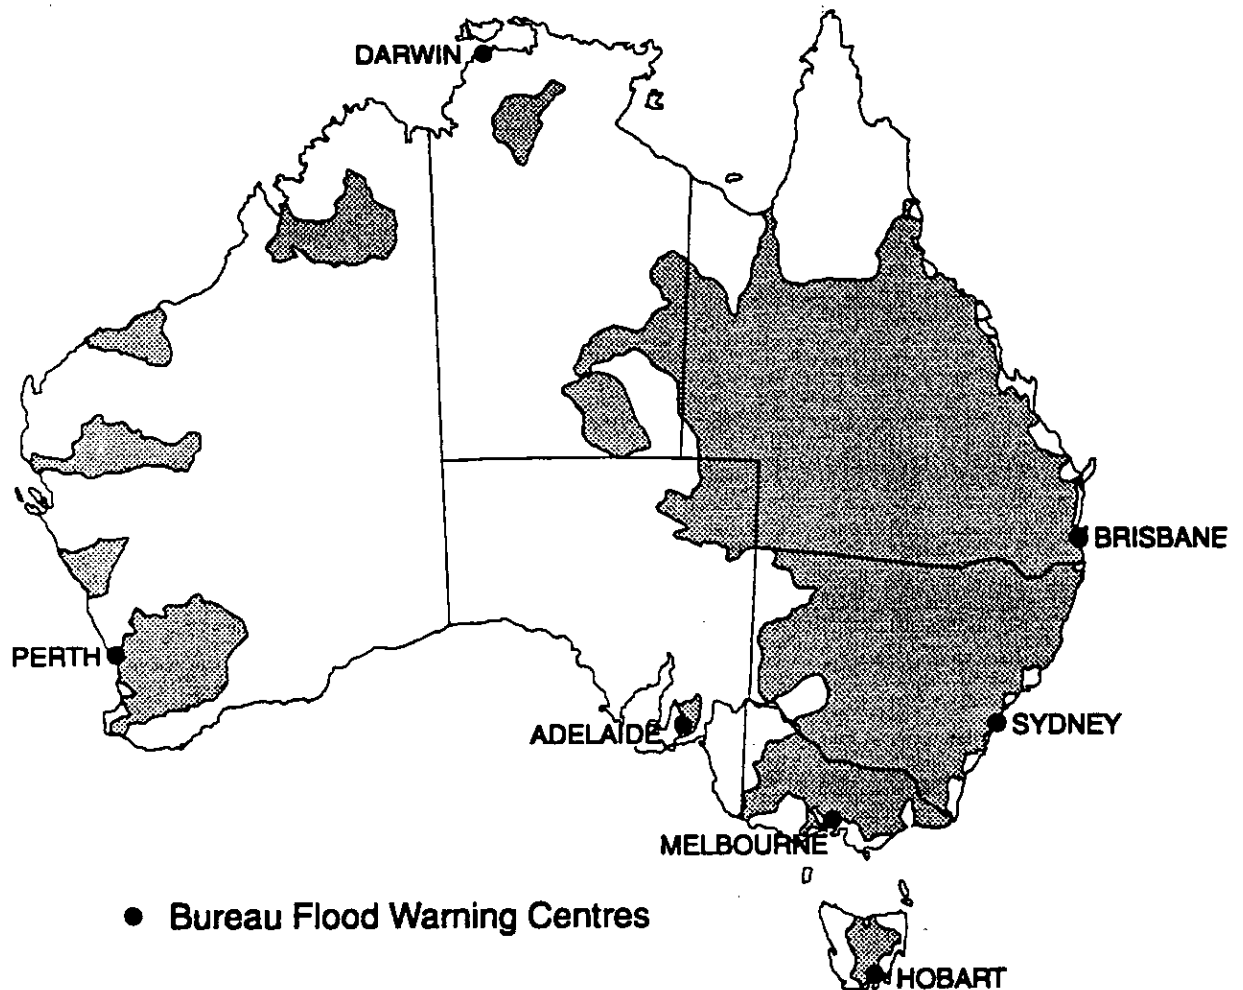 DARWIN
BRISBANE
PERTH
ADELAIDE
SYDNEY
MELBOURNE
● Bureau Flood Warning Centres
HOBART